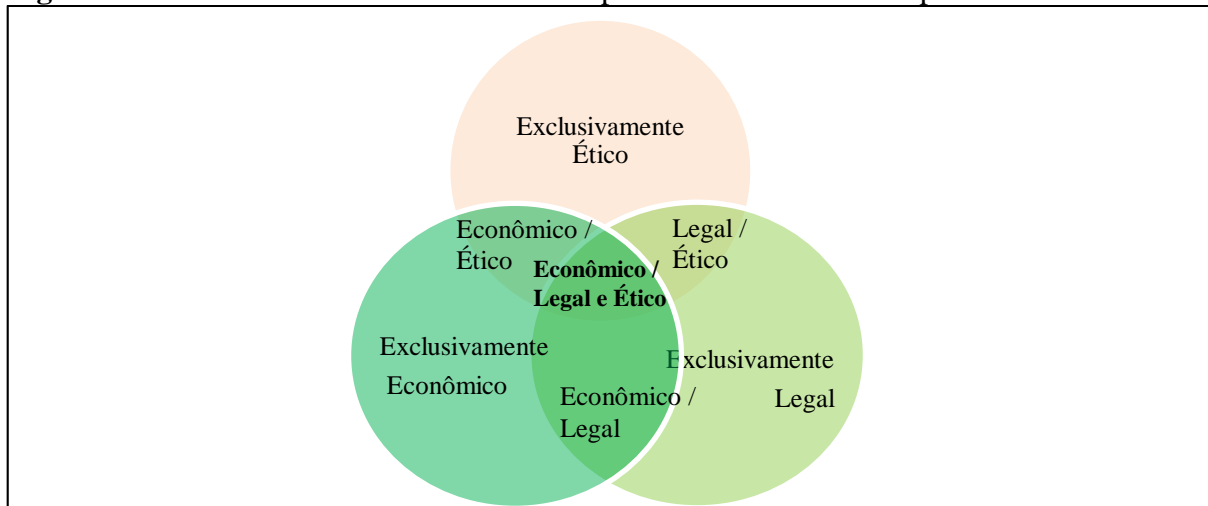 Exclusivamente
Ético
Econômico /
Ético
Legal /
Ético
Econômico /
Legal e Ético
Exclusivamente
Econômico
Exclusivamente
Legal
Econômico /
Legal